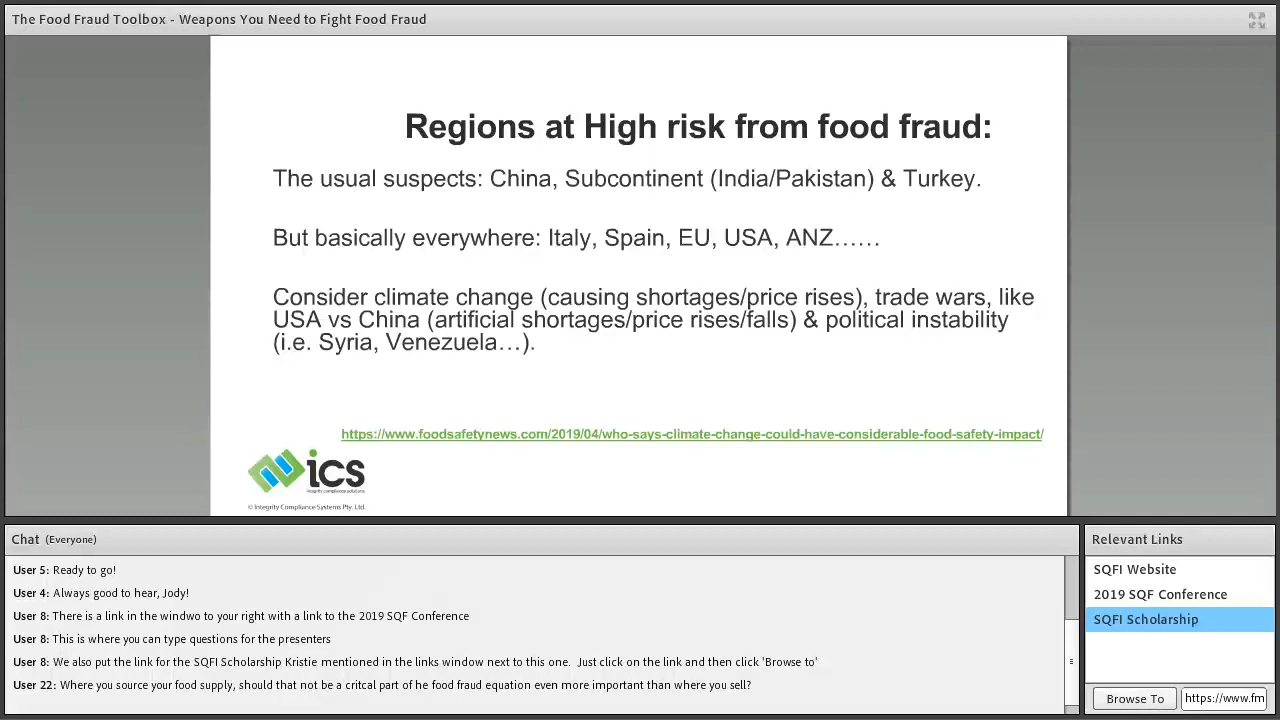 The Food Fraud Toolbox - Weapons You Need to Fight Food Fraud
Regions at High risk from food fraud:
The usual suspects: China, Subcontinent (India/Pakistan) & Turkey.
But basically everywhere: Italy, Spain, EU, USA, ANZ……
Consider climate change (causing shortages/price rises), trade wars, like
USA vs China (artificial shortages/price rises/falls) & political instability
(i.e. Syria, Venezuela…).
https://www.foodsafetynews.com/2019/04/who-says-climate-change-could-have-considerable-food-safety-impact/
ics
integrity compliance solutions
© Integrity Compliance Systems Pty. Ltd.
Chat (Everyone)
User 5: Ready to go!
User 4: Always good to hear, Jody!
User 8: There is a link in the windwo to your right with a link to the 2019 SQF Conference
User 8: This is where you can type questions for the presenters
User 8: We also put the link for the SQFI Scholarship Kristie mentioned in the links window next to this one.  Just click on the link and then click 'Browse to'
User 22: Where you source your food supply, should that not be a critcal part of he food fraud equation even more important than where you sell?
Relevant Links
SQFI Website
2019 SQF Conference
SQFI Scholarship
Browse To
https://www.fm